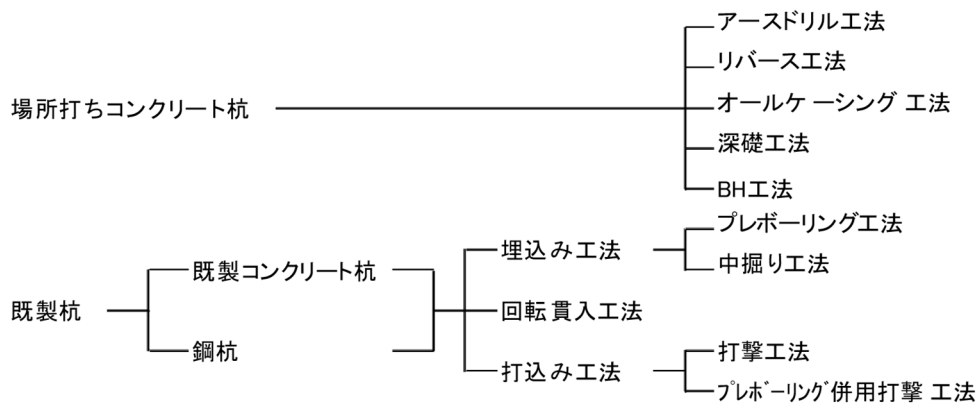 アースドリル工法
リバース工法
場所打ちコンクリート杭
オールケーシング工法
深礎工法
BH工法
プレボーリング工法
埋込み工法
中掘り工法
既製コンクリート杭
既製杭
回転貫入工法
鋼杭
打撃工法
打込み工法
プレボーリング併用打撃工法